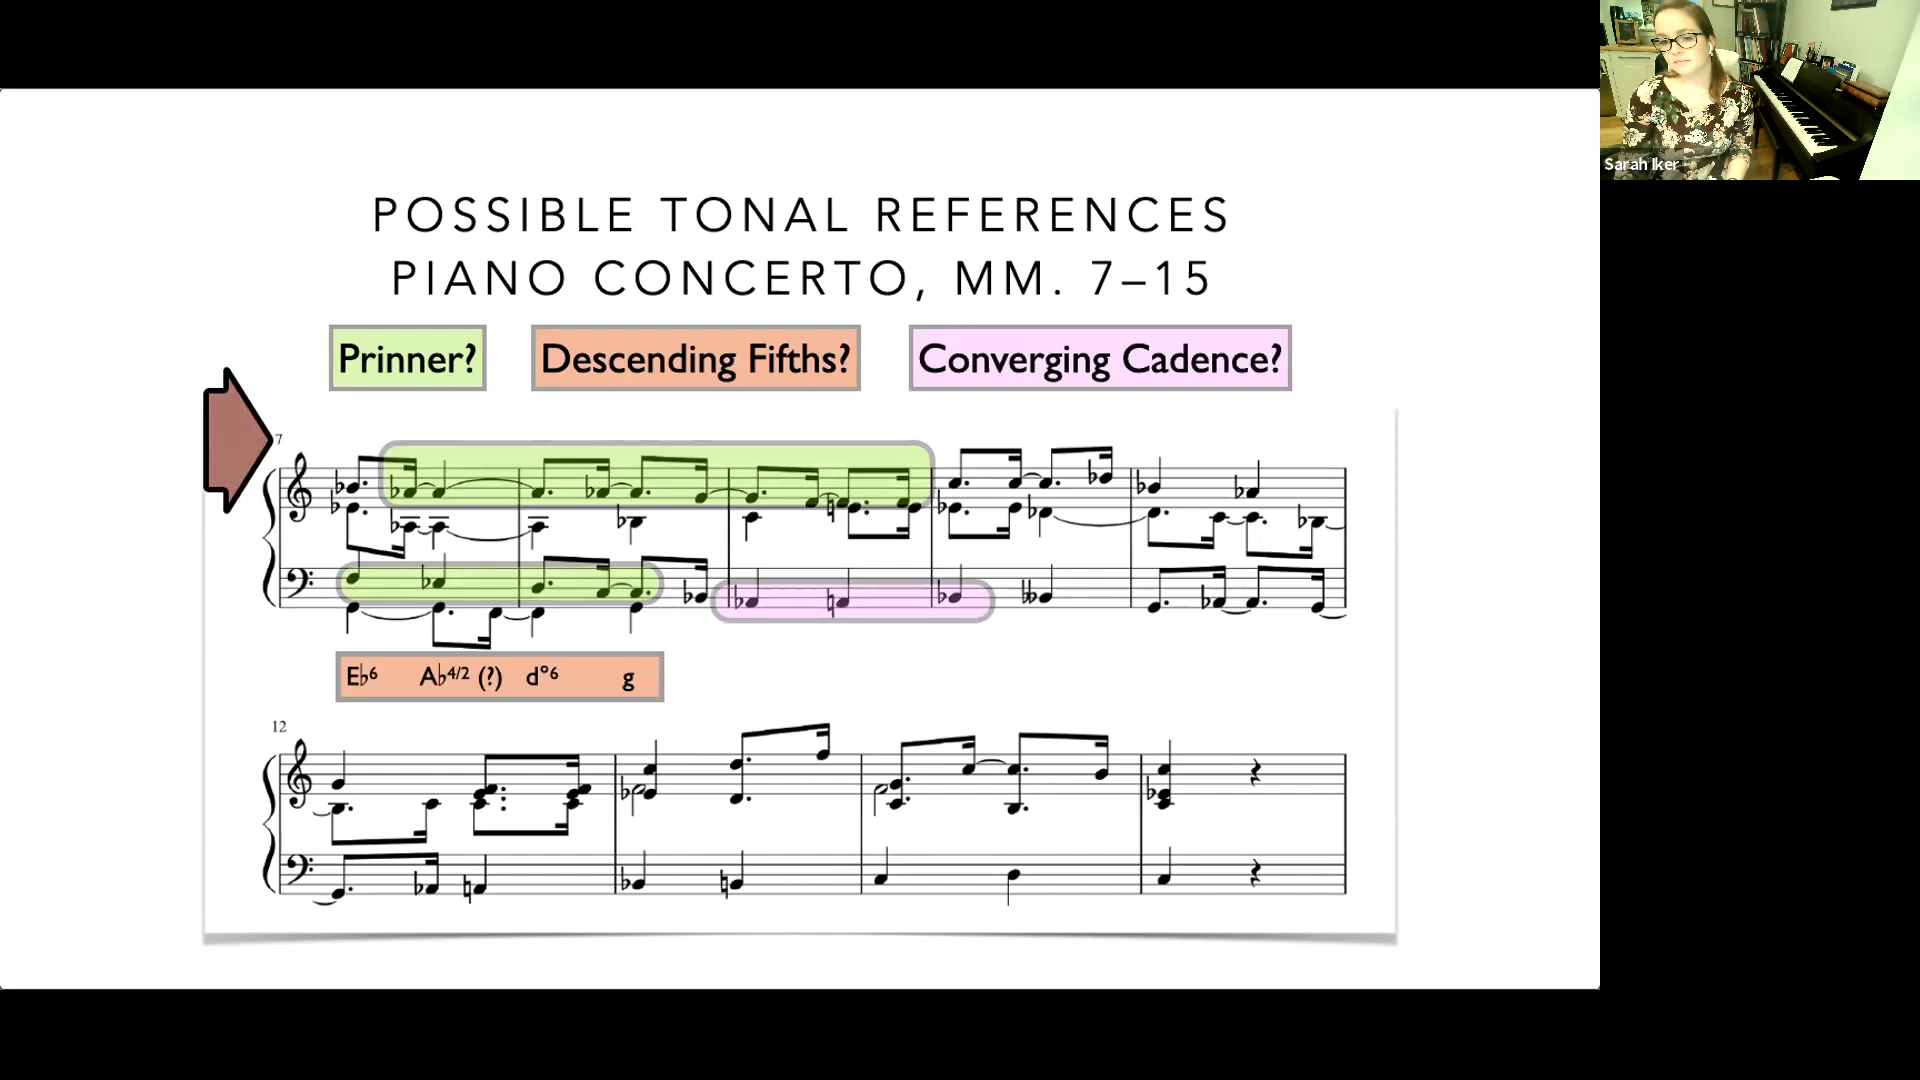 POSSIBLE TONAL REFERENCES
PIANO CONCERTO, MM. 7–15
Prinner? Descending Fifths? Converging Cadence?
7
E♭6 A♭4/2 (?) d°6 g
12
Sarah Iker